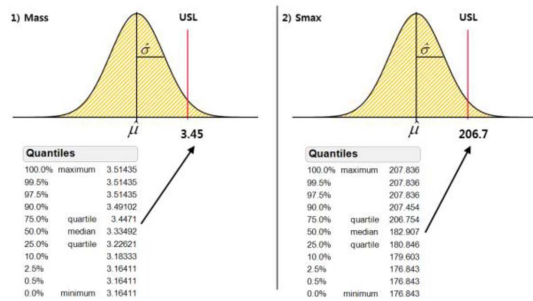 1) Mass
USL
σ̂
μ̂
3.45
Quantiles
100.0% maximum 3.51435
99.5% 3.51435
97.5% 3.51435
90.0% 3.49102
75.0% quartile 3.4471
50.0% median 3.33492
25.0% quartile 3.22621
10.0% 3.18333
2.5% 3.16411
0.5% 3.16411
0.0% minimum 3.16411
2) Smax
USL
σ̂
μ̂
206.7
Quantiles
100.0% maximum 207.836
99.5% 207.836
97.5% 207.836
90.0% 207.454
75.0% quartile 206.754
50.0% median 182.907
25.0% quartile 180.846
10.0% 179.603
2.5% 176.843
0.5% 176.843
0.0% minimum 176.843